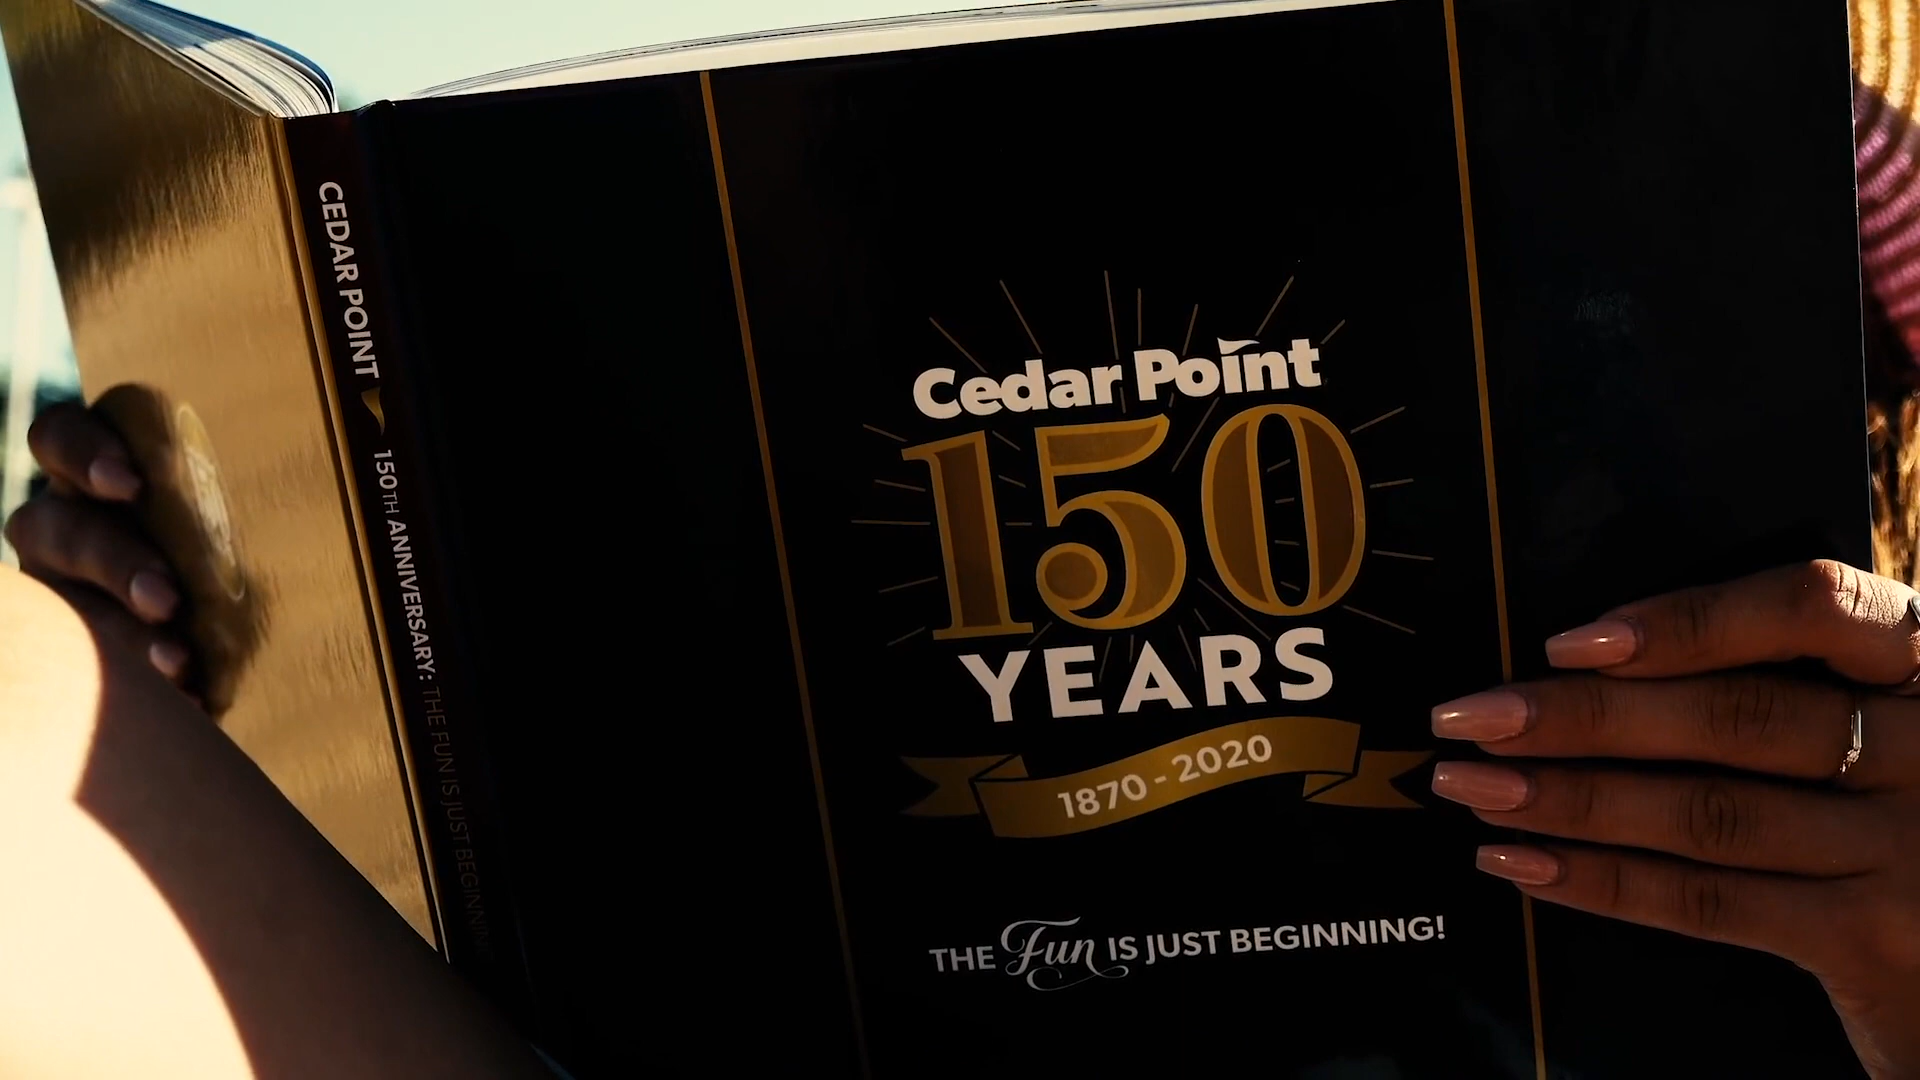 CEDAR POINT 150TH ANNIVERSARY: THE FUN IS JUST BEGINNING
Cedar Point
150
YEARS
1870 - 2020
THE Fun IS JUST BEGINNING!